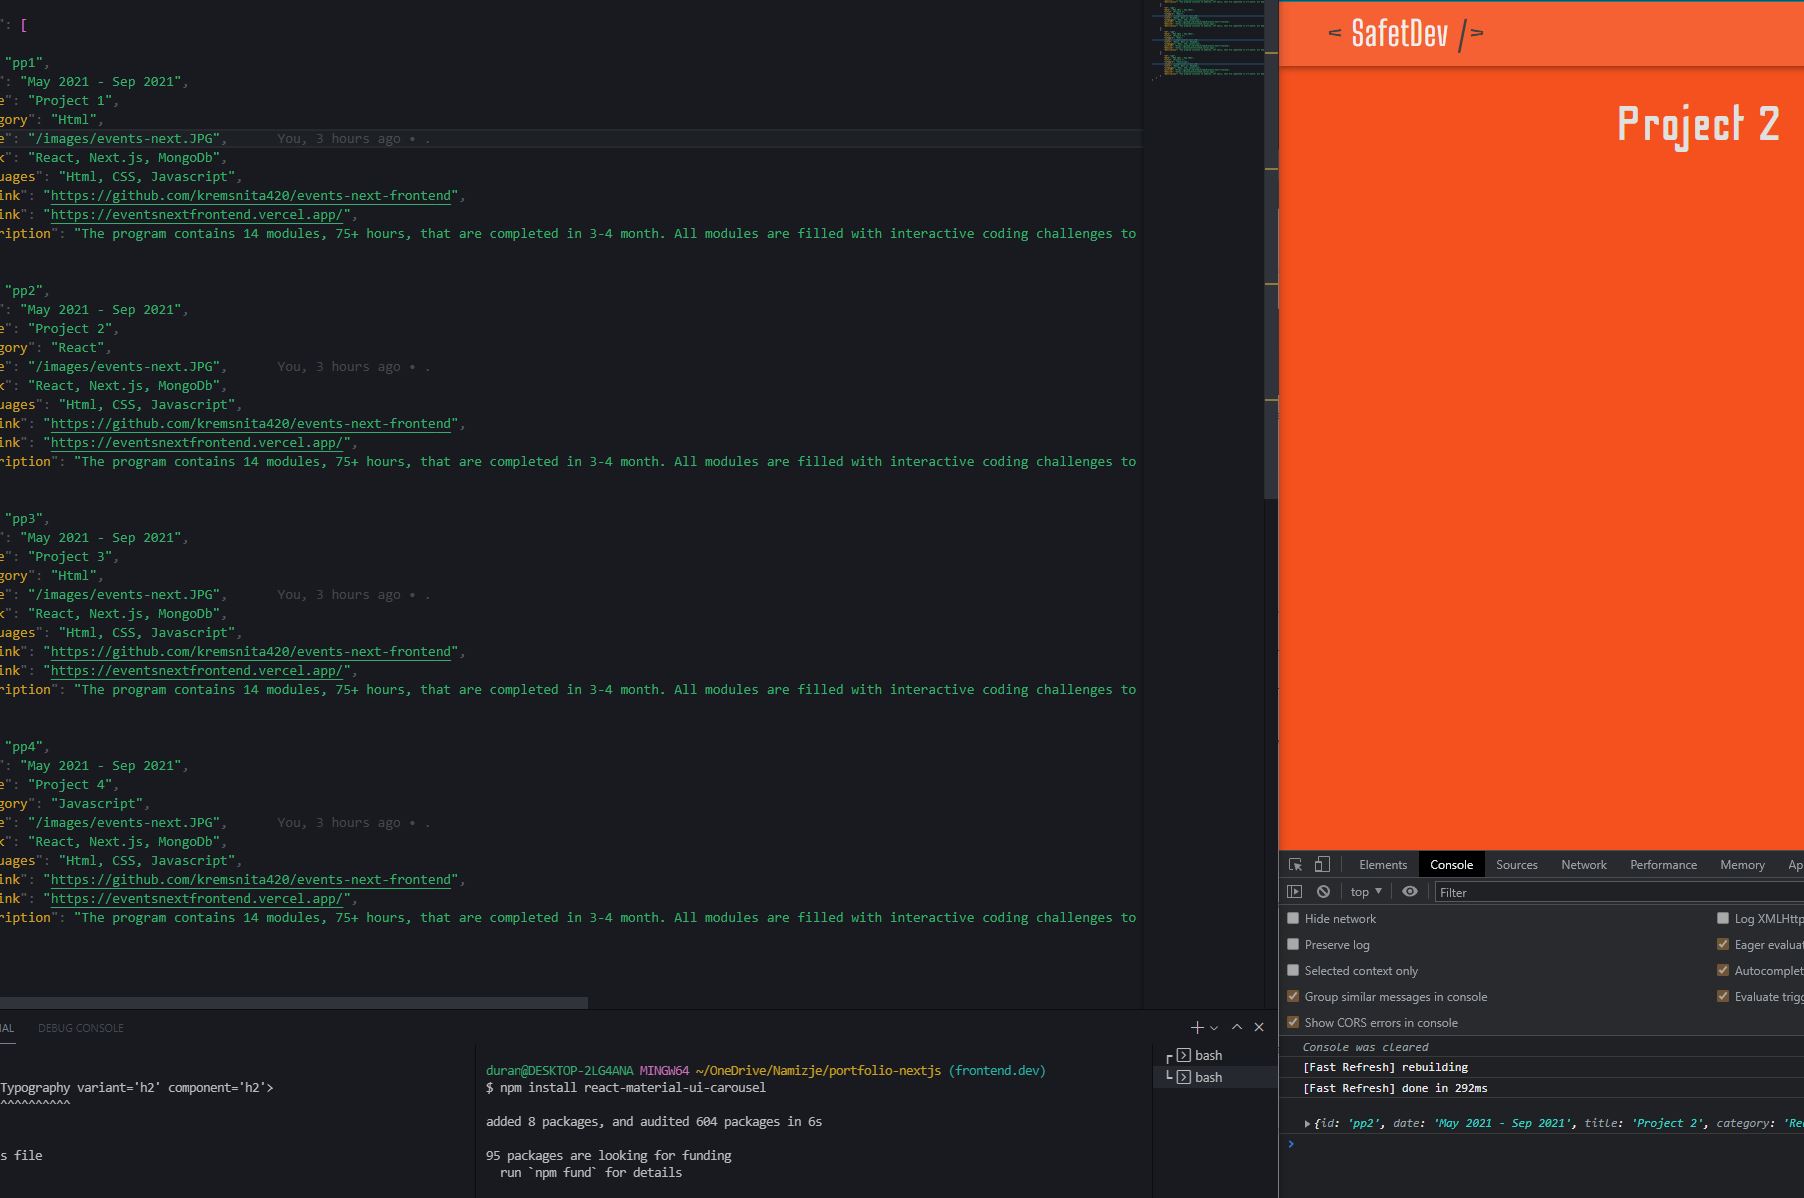 ": [
"pp1",
": "May 2021 - Sep 2021",
e": "Project 1",
gory": "Html",
e": "/images/events-next.JPG", You, 3 hours ago • .
k": "React, Next.js, MongoDb",
uages": "Html, CSS, Javascript",
ink": "https://github.com/kremsnita420/events-next-frontend",
ink": "https://eventsnextfrontend.vercel.app/",
ription": "The program contains 14 modules, 75+ hours, that are completed in 3-4 month. All modules are filled with interactive coding challenges to
"pp2",
": "May 2021 - Sep 2021",
e": "Project 2",
gory": "React",
e": "/images/events-next.JPG", You, 3 hours ago • .
k": "React, Next.js, MongoDb",
uages": "Html, CSS, Javascript",
ink": "https://github.com/kremsnita420/events-next-frontend",
ink": "https://eventsnextfrontend.vercel.app/",
ription": "The program contains 14 modules, 75+ hours, that are completed in 3-4 month. All modules are filled with interactive coding challenges to
"pp3",
": "May 2021 - Sep 2021",
e": "Project 3",
gory": "Html",
e": "/images/events-next.JPG", You, 3 hours ago • .
k": "React, Next.js, MongoDb",
uages": "Html, CSS, Javascript",
ink": "https://github.com/kremsnita420/events-next-frontend",
ink": "https://eventsnextfrontend.vercel.app/",
ription": "The program contains 14 modules, 75+ hours, that are completed in 3-4 month. All modules are filled with interactive coding challenges to
"pp4",
": "May 2021 - Sep 2021",
e": "Project 4",
gory": "Javascript",
e": "/images/events-next.JPG", You, 3 hours ago • .
k": "React, Next.js, MongoDb",
uages": "Html, CSS, Javascript",
ink": "https://github.com/kremsnita420/events-next-frontend",
ink": "https://eventsnextfrontend.vercel.app/",
ription": "The program contains 14 modules, 75+ hours, that are completed in 3-4 month. All modules are filled with interactive coding challenges to
NAL DEBUG CONSOLE
Typography variant='h2' component='h2'>
^^^^^^^^^^
s file
duran@DESKTOP-2LG4ANA MINGW64 ~/OneDrive/Namizje/portfolio-nextjs (frontend.dev)
$ npm install react-material-ui-carousel
added 8 packages, and audited 604 packages in 6s
95 packages are looking for funding
run `npm fund` for details
bash
bash
< SafetDev />
Project 2
Elements Console Sources Network Performance Memory Ap
top Filter
Hide network Log XMLHttp
Preserve log Eager evaluat
Selected context only Autocomplet
Group similar messages in console Evaluate trigg
Show CORS errors in console
Console was cleared
[Fast Refresh] rebuilding
[Fast Refresh] done in 292ms
{id: 'pp2', date: 'May 2021 - Sep 2021', title: 'Project 2', category: 'Re